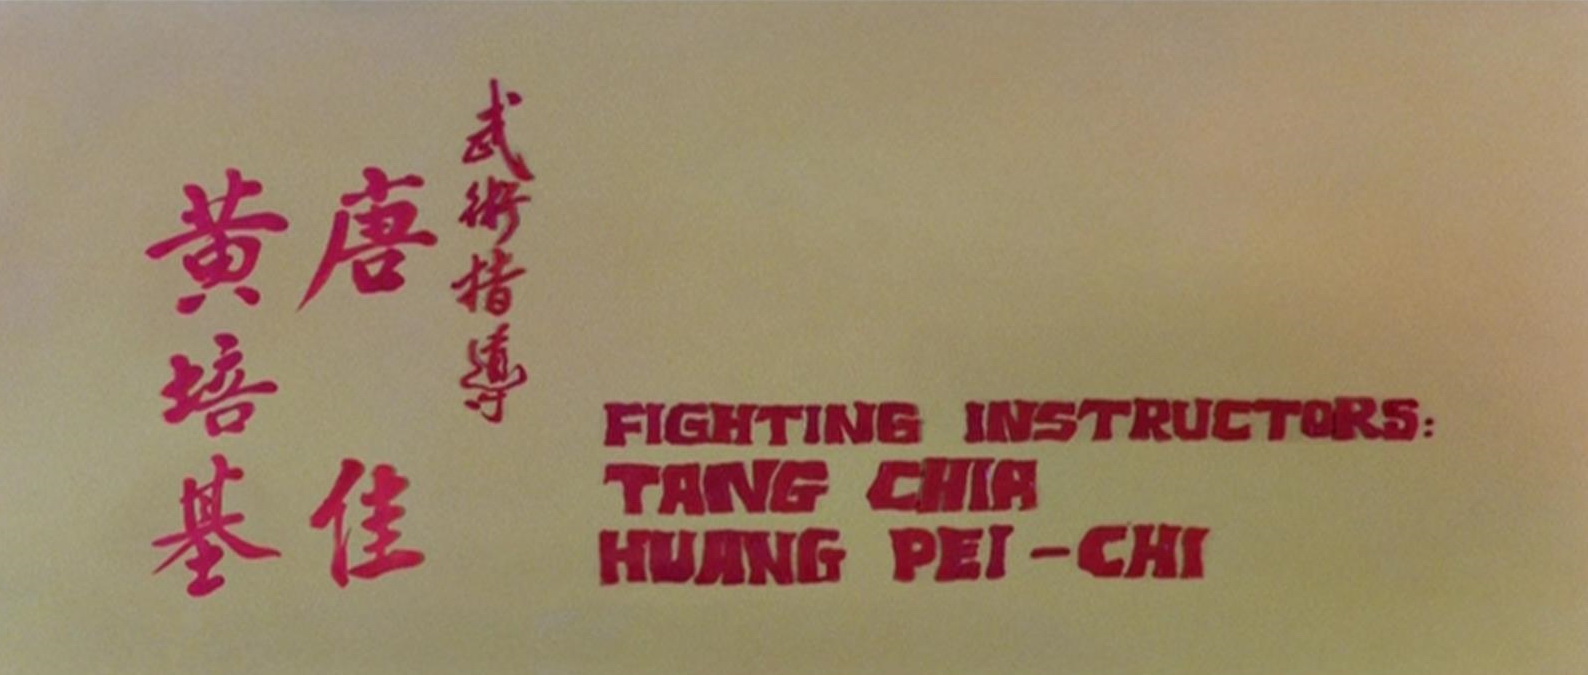 武術指導
唐佳
黃培基
FIGHTING INSTRUCTORS:
TANG CHIA
HUANG PEI-CHI